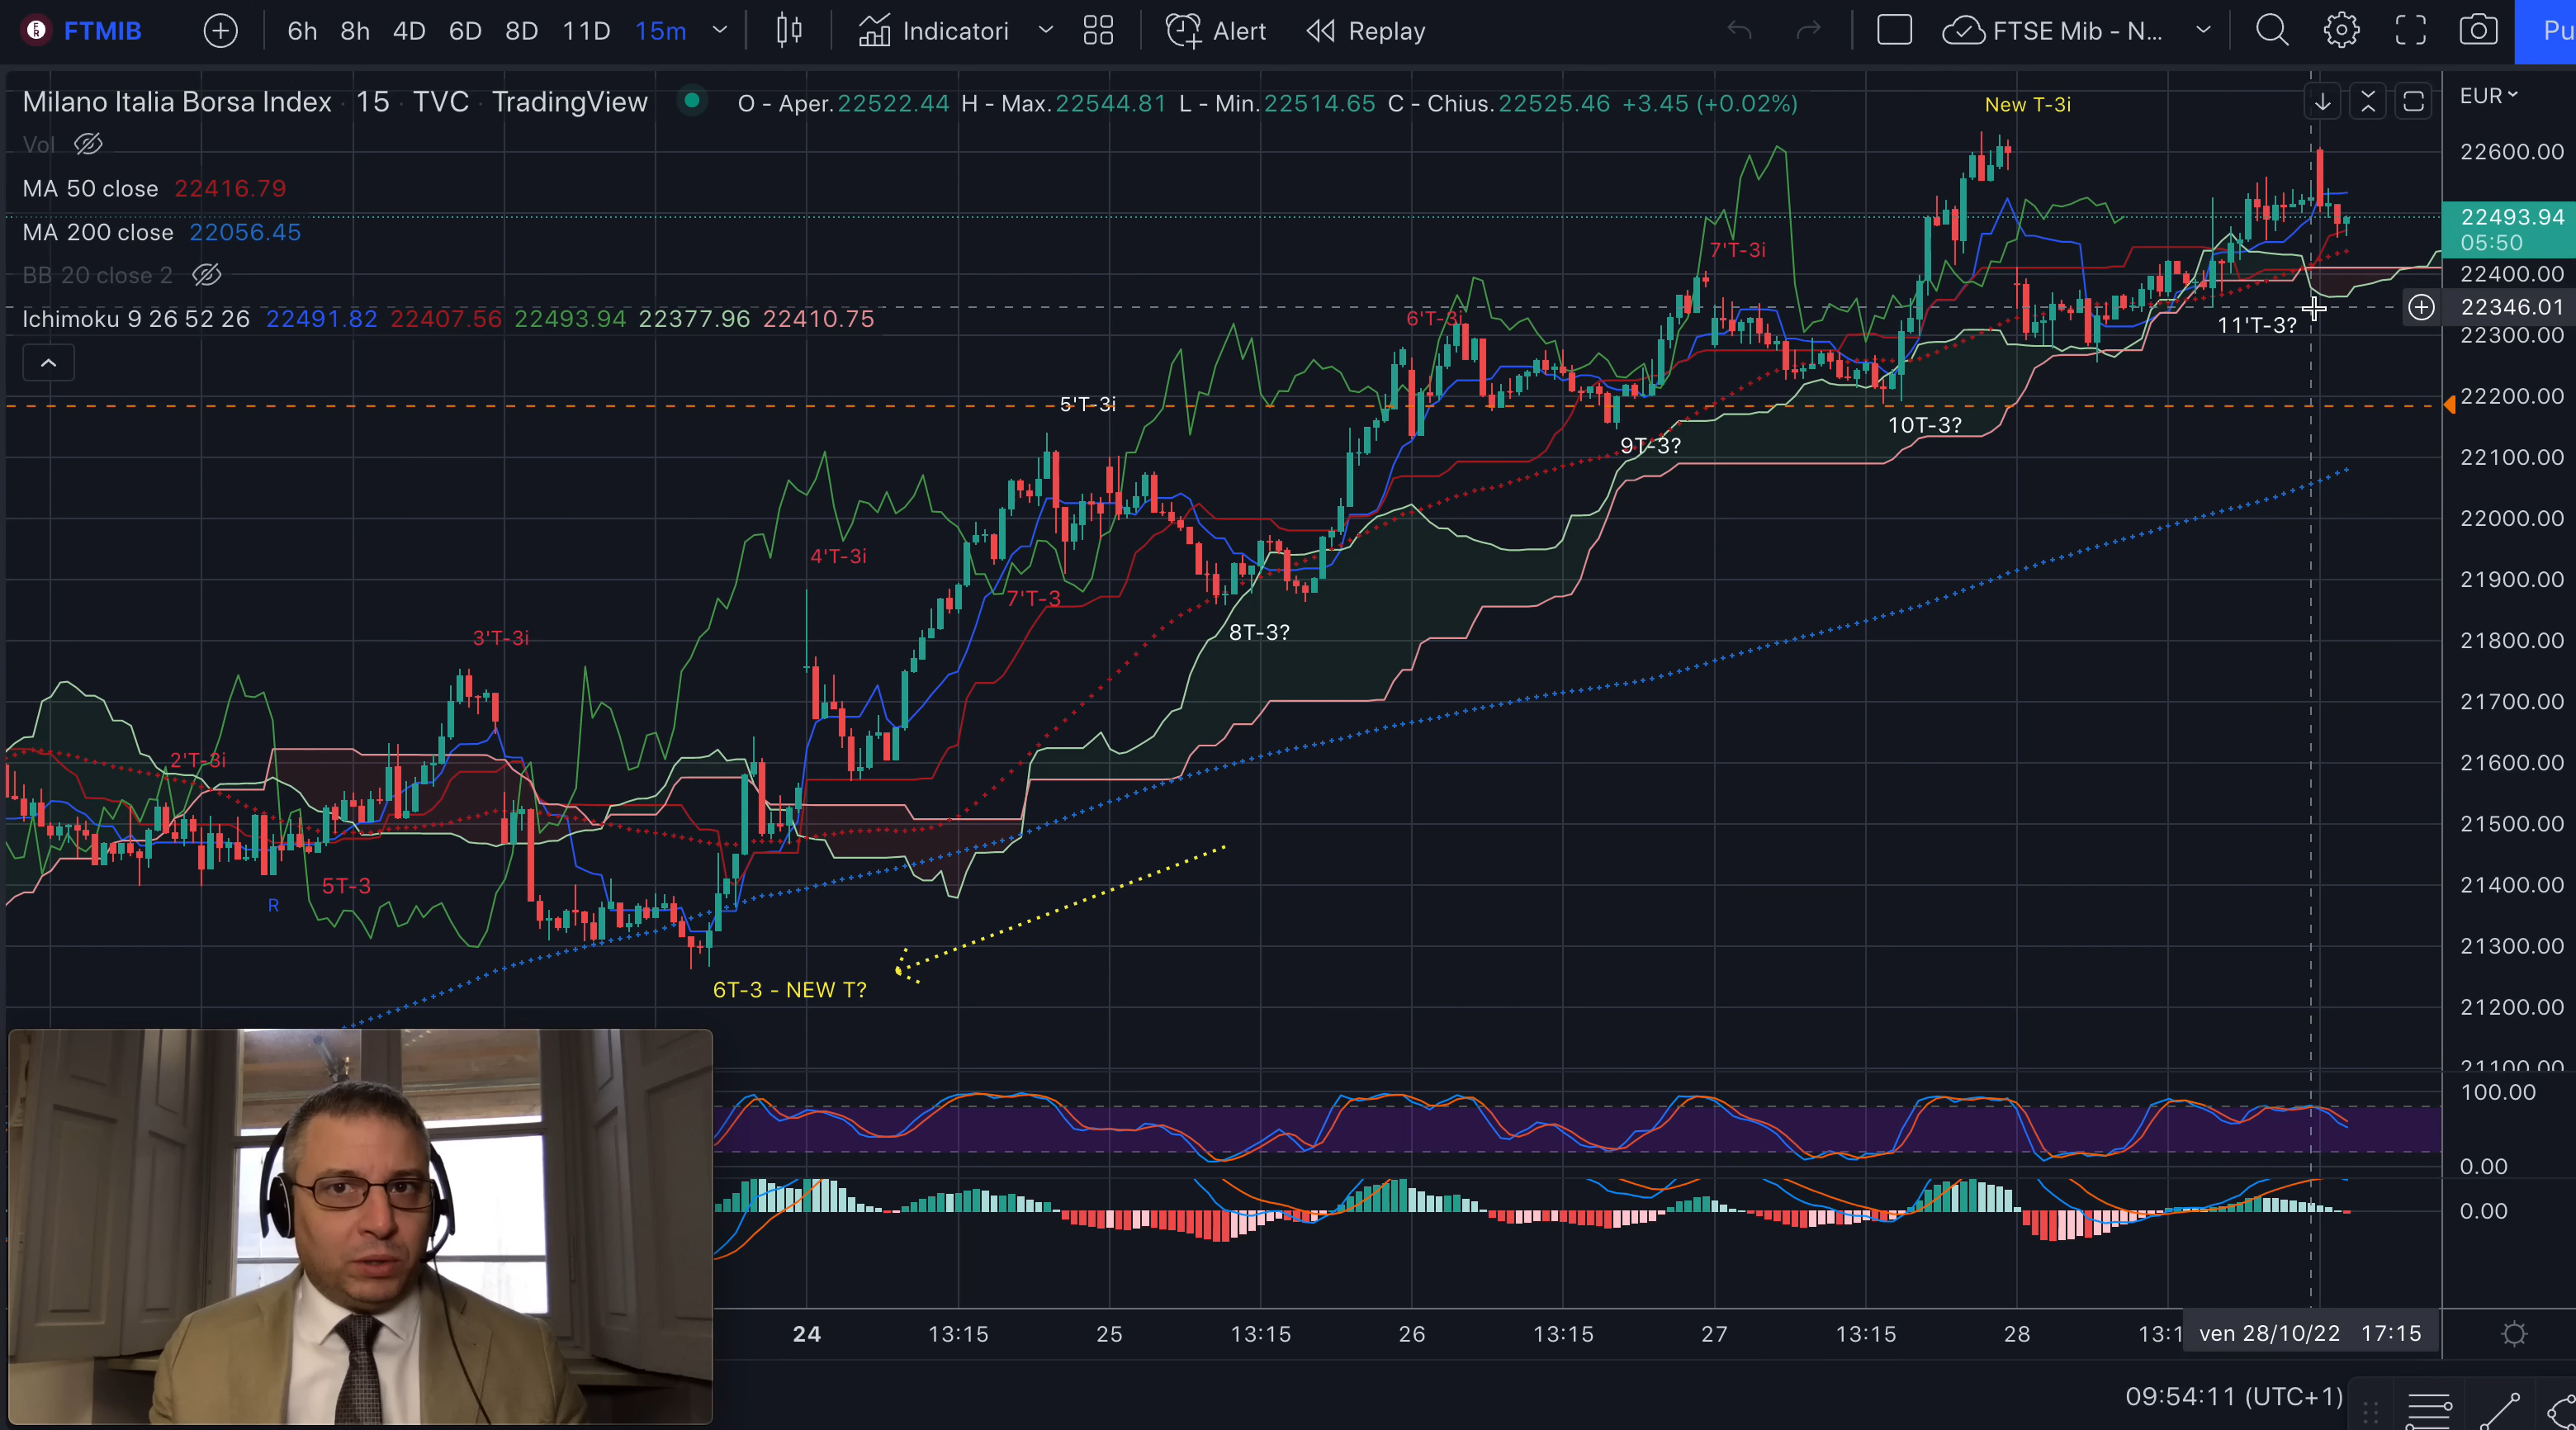 FTMIB 6h 8h 4D 6D 8D 11D 15m Indicatori Alert Replay FTSE Mib - N... Pu
Milano Italia Borsa Index · 15 · TVC · TradingView O - Aper.22522.44 H - Max.22544.81 L - Min.22514.65 C - Chius.22525.46 +3.45 (+0.02%)
New T-3i
EUR
Vol
MA 50 close 22416.79
MA 200 close 22056.45
BB 20 close 2
Ichimoku 9 26 52 26 22491.82 22407.56 22493.94 22377.96 22410.75
22600.00
22493.94
05:50
22400.00
22346.01
22300.00
22200.00
22100.00
22000.00
21900.00
21800.00
21700.00
21600.00
21500.00
21400.00
21300.00
21200.00
21100.00
7'T-3i
6'T-3i
11'T-3?
5'T-3i
10T-3?
9T-3?
4'T-3i
7'T-3
8T-3?
3'T-3i
2'T-3i
5T-3
R
6T-3 - NEW T?
100.00
0.00
0.00
24 13:15 25 13:15 26 13:15 27 13:15 28 13:1 ven 28/10/22 17:15
09:54:11 (UTC+1)